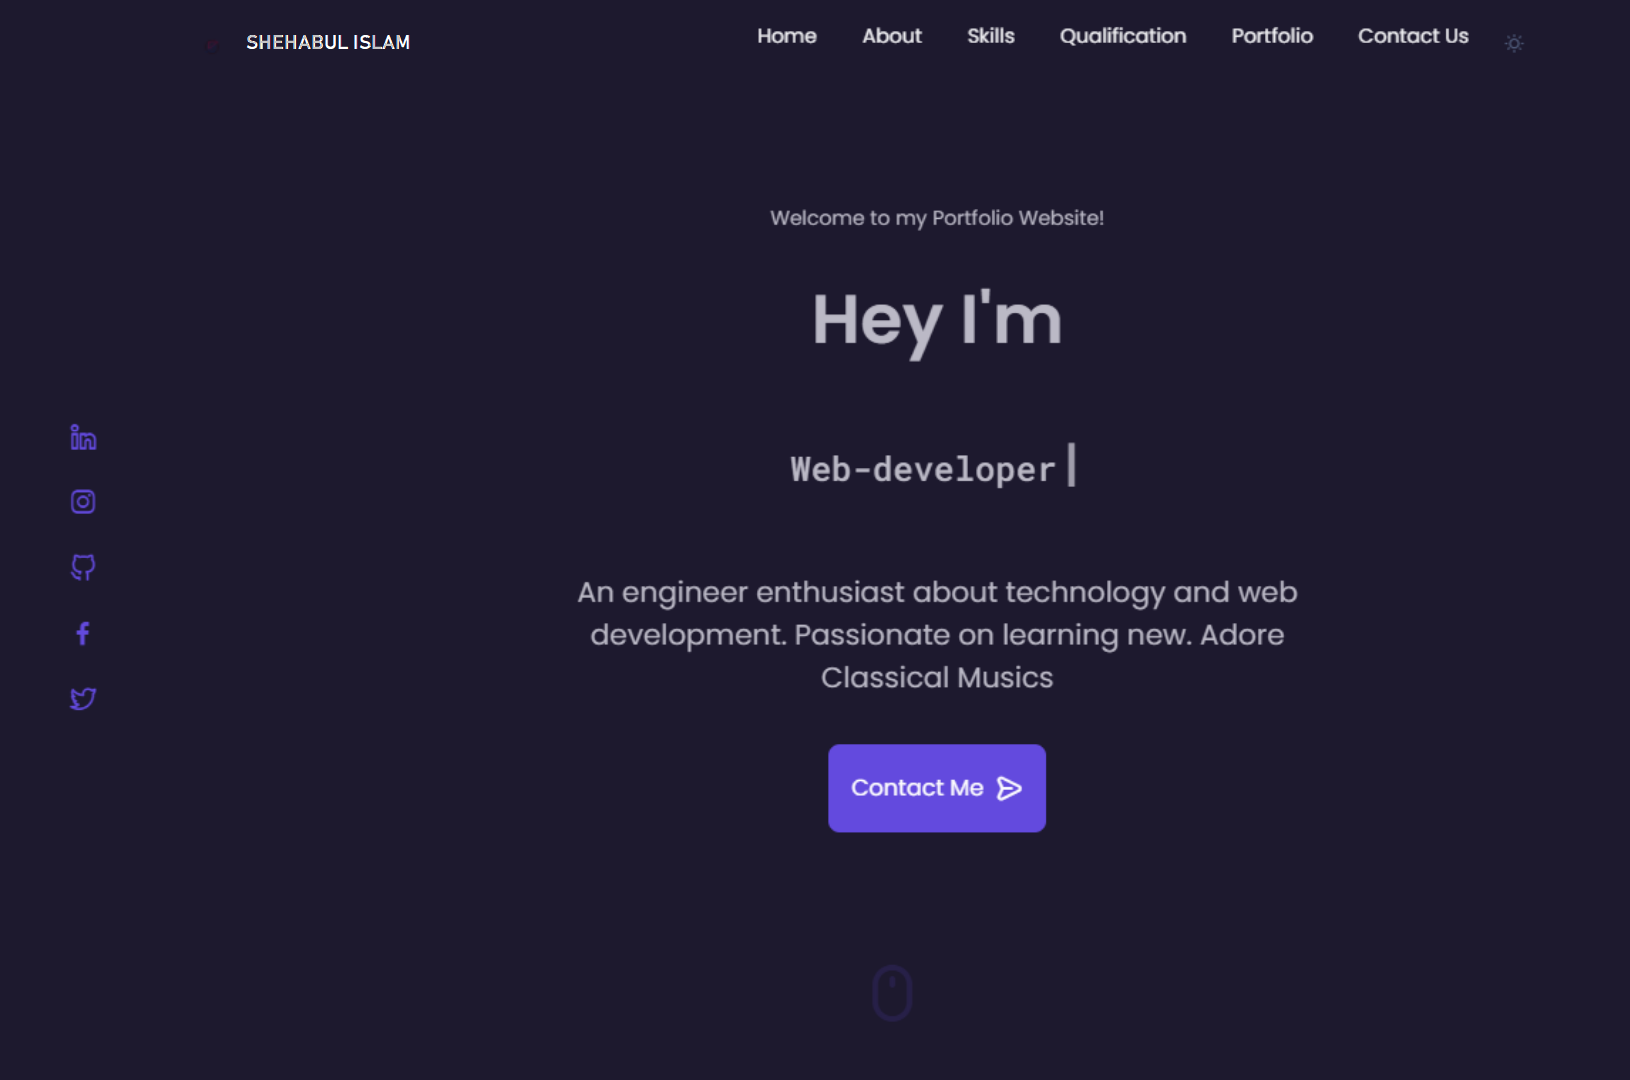 SHEHABUL ISLAM
Home About Skills Qualification Portfolio Contact Us
Welcome to my Portfolio Website!
Hey I'm
Web-developer
An engineer enthusiast about technology and web
development. Passionate on learning new. Adore
Classical Musics
Contact Me